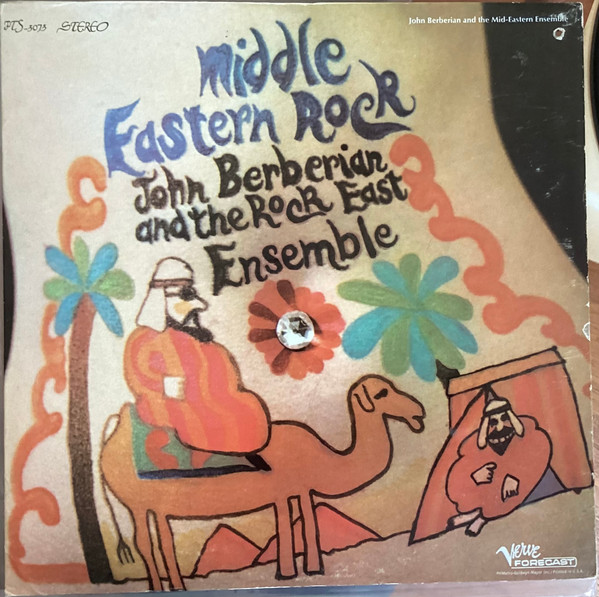 FTS-3073 STEREO
John Berberian and the Mid-Eastern Ensemble
Middle
Eastern Rock
John Berberian
and the Rock East
Ensemble
Verve
FORECAST